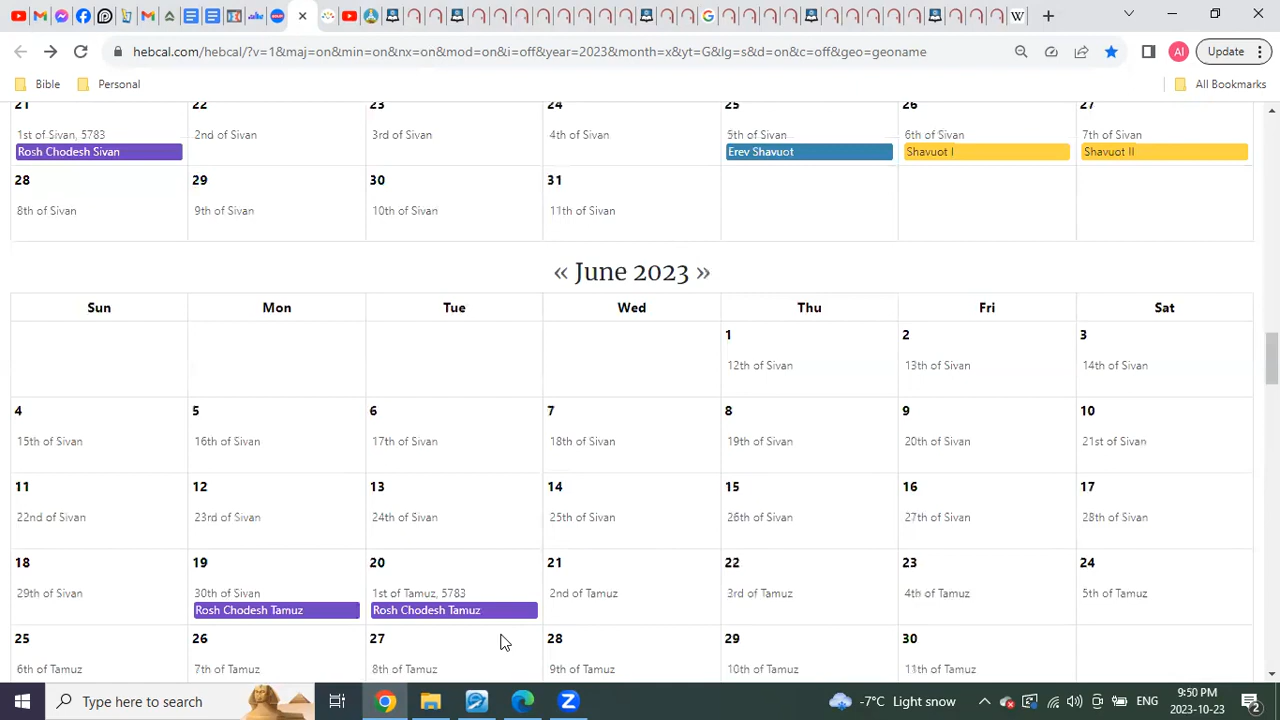 hebcal.com/hebcal/?v=1&maj=on&min=on&nx=on&mod=on&i=off&year=2023&month=x&yt=G&lg=s&d=on&c=off&geo=geoname
AI
Update
Bible
Personal
All Bookmarks
21 22 23 24 25 26 27
1st of Sivan, 5783 2nd of Sivan 3rd of Sivan 4th of Sivan 5th of Sivan 6th of Sivan 7th of Sivan
Rosh Chodesh Sivan Erev Shavuot Shavuot I Shavuot II
28 29 30 31
8th of Sivan 9th of Sivan 10th of Sivan 11th of Sivan
« June 2023 »
Sun Mon Tue Wed Thu Fri Sat
1 2 3
12th of Sivan 13th of Sivan 14th of Sivan
4 5 6 7 8 9 10
15th of Sivan 16th of Sivan 17th of Sivan 18th of Sivan 19th of Sivan 20th of Sivan 21st of Sivan
11 12 13 14 15 16 17
22nd of Sivan 23rd of Sivan 24th of Sivan 25th of Sivan 26th of Sivan 27th of Sivan 28th of Sivan
18 19 20 21 22 23 24
29th of Sivan 30th of Sivan 1st of Tamuz, 5783 2nd of Tamuz 3rd of Tamuz 4th of Tamuz 5th of Tamuz
Rosh Chodesh Tamuz Rosh Chodesh Tamuz
25 26 27 28 29 30
6th of Tamuz 7th of Tamuz 8th of Tamuz 9th of Tamuz 10th of Tamuz 11th of Tamuz
Type here to search
-7°C Light snow
ENG
9:50 PM
2023-10-23
2